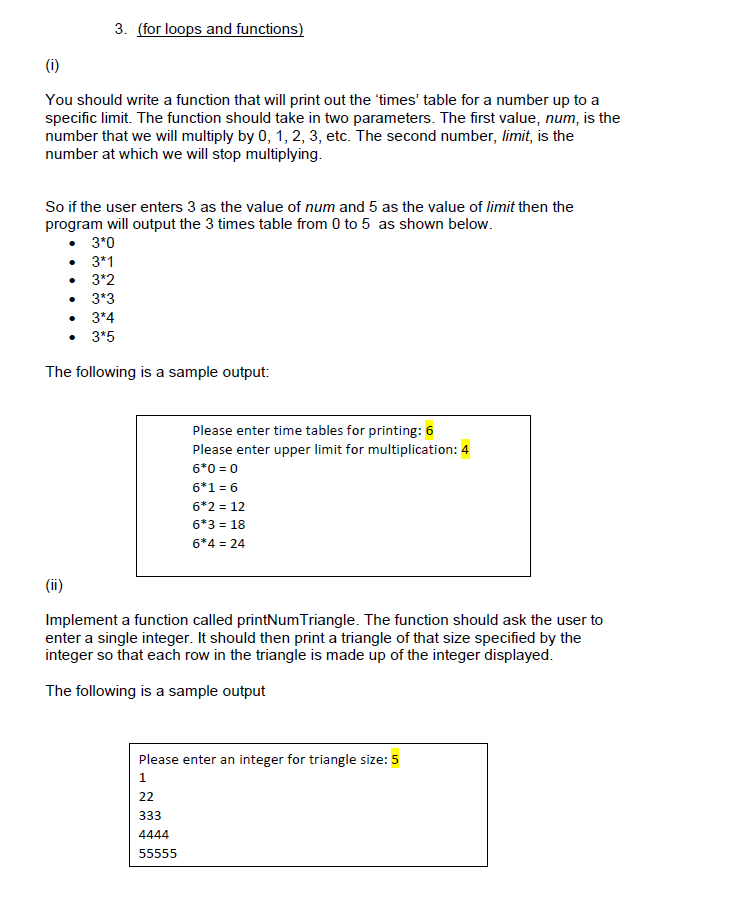 3. (for loops and functions)
(i)
You should write a function that will print out the ‘times’ table for a number up to a
specific limit. The function should take in two parameters. The first value, num, is the
number that we will multiply by 0, 1, 2, 3, etc. The second number, limit, is the
number at which we will stop multiplying.
So if the user enters 3 as the value of num and 5 as the value of limit then the
program will output the 3 times table from 0 to 5 as shown below.
• 3*0
• 3*1
• 3*2
• 3*3
• 3*4
• 3*5
The following is a sample output:
Please enter time tables for printing: 6
Please enter upper limit for multiplication: 4
6*0 = 0
6*1 = 6
6*2 = 12
6*3 = 18
6*4 = 24
(ii)
Implement a function called printNumTriangle. The function should ask the user to
enter a single integer. It should then print a triangle of that size specified by the
integer so that each row in the triangle is made up of the integer displayed.
The following is a sample output
Please enter an integer for triangle size: 5
1
22
333
4444
55555